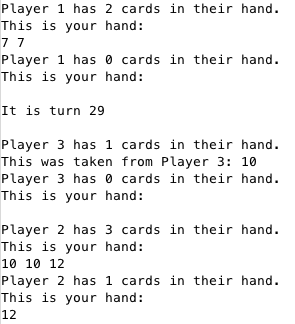 Player 1 has 2 cards in their hand.
This is your hand:
7 7
Player 1 has 0 cards in their hand.
This is your hand:
It is turn 29
Player 3 has 1 cards in their hand.
This was taken from Player 3: 10
Player 3 has 0 cards in their hand.
This is your hand:
Player 2 has 3 cards in their hand.
This is your hand:
10 10 12
Player 2 has 1 cards in their hand.
This is your hand:
12